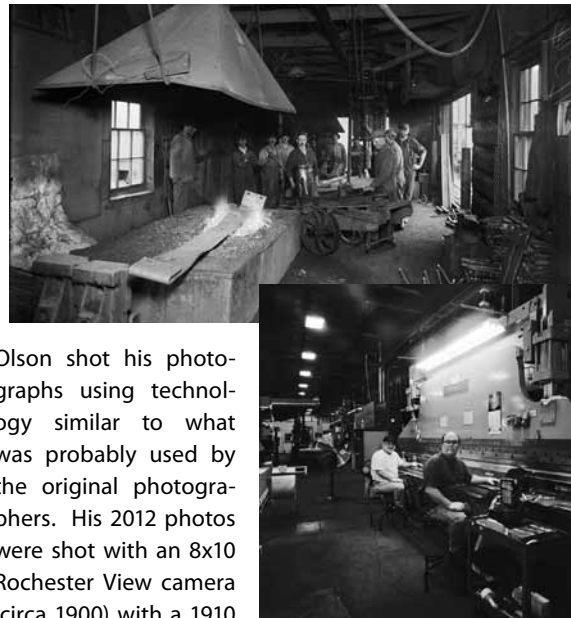 Olson shot his photo-
graphs using technol-
ogy similar to what
was probably used by
the original photogra-
phers. His 2012 photos
were shot with an 8x10
Rochester View camera
(circa 1900) with a 1910